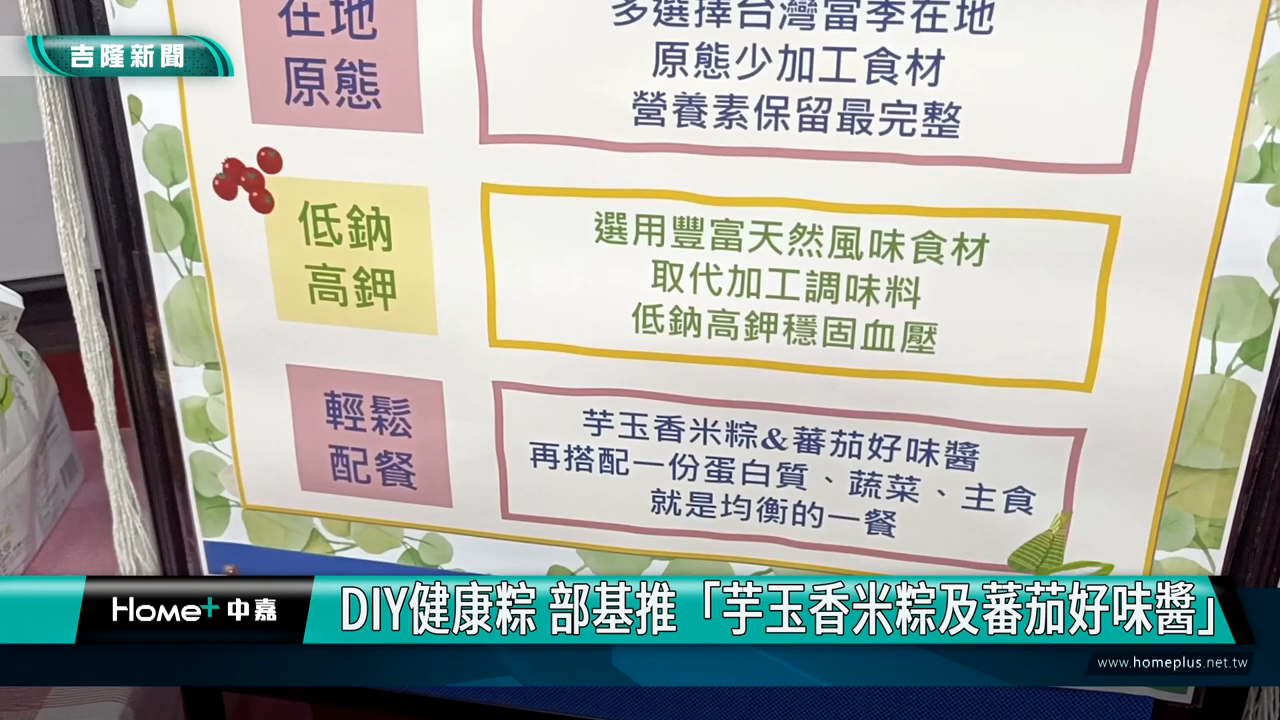 吉隆新聞
在地
原態
多選擇台灣當季在地
原態少加工食材
營養素保留最完整
低鈉
高鉀
選用豐富天然風味食材
取代加工調味料
低鈉高鉀穩固血壓
輕鬆
配餐
芋玉香米粽&蕃茄好味醬
再搭配一份蛋白質、蔬菜、主食
就是均衡的一餐
Home+ 中嘉
DIY健康粽 部基推「芋玉香米粽及蕃茄好味醬」
www.homeplus.net.tw